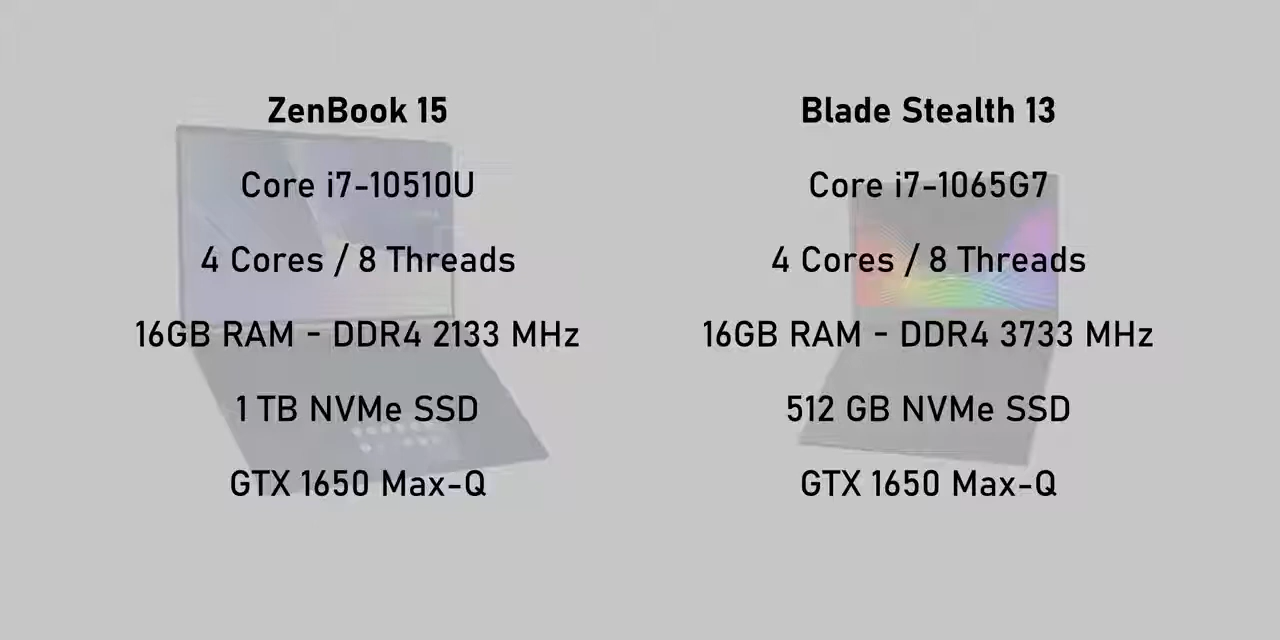 ZenBook 15
Core i7-10510U
4 Cores / 8 Threads
16GB RAM - DDR4 2133 MHz
1 TB NVMe SSD
GTX 1650 Max-Q
Blade Stealth 13
Core i7-1065G7
4 Cores / 8 Threads
16GB RAM - DDR4 3733 MHz
512 GB NVMe SSD
GTX 1650 Max-Q